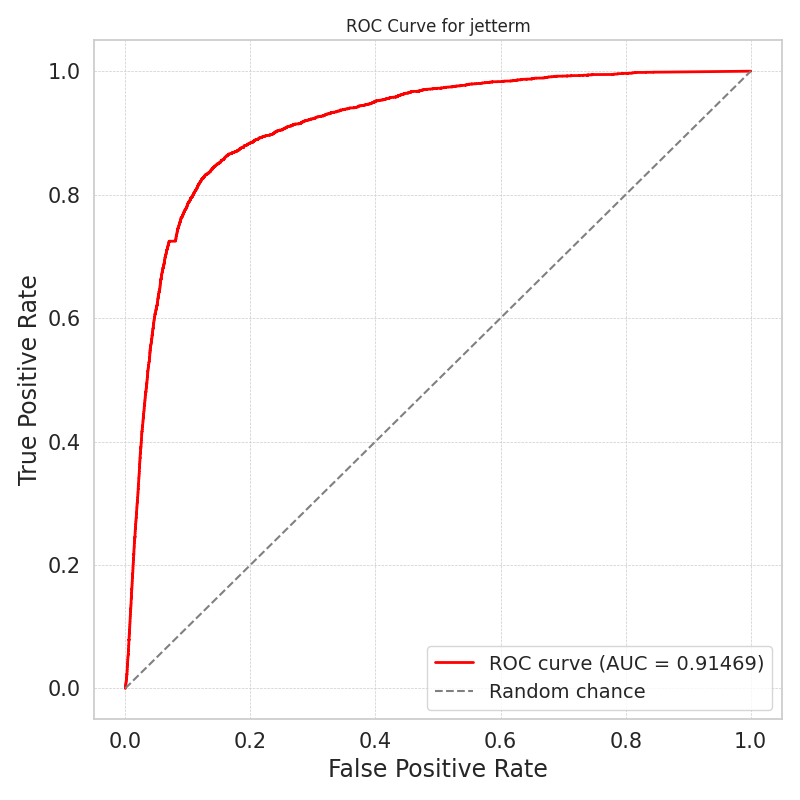 ROC Curve for jetterm
True Positive Rate
1.0
0.8
0.6
0.4
0.2
0.0
ROC curve (AUC = 0.91469)
Random chance
0.0 0.2 0.4 0.6 0.8 1.0
False Positive Rate